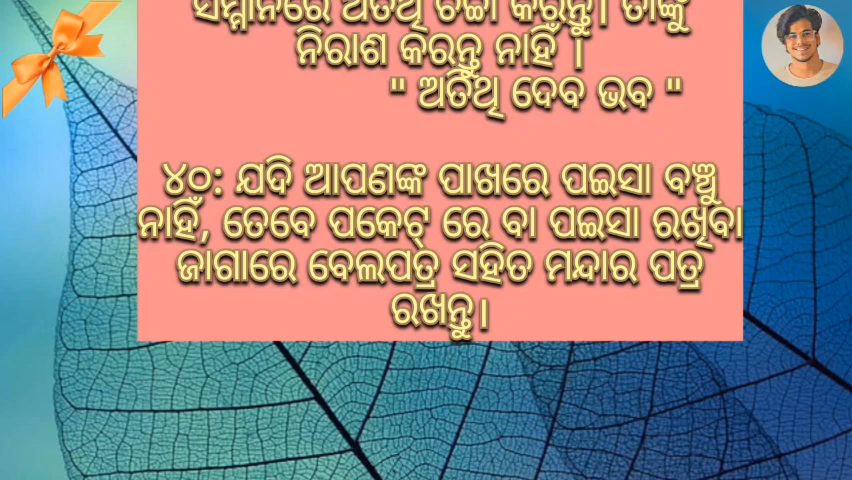 ସମ୍ମାନରେ ଅତିଥି ଚର୍ଚ୍ଚା କରନ୍ତୁ। ତାଙ୍କୁ
ନିରାଶ କରନ୍ତୁ ନାହିଁ ।
" ଅତିଥି ଦେବ ଭବ "
୪୦: ଯଦି ଆପଣଙ୍କ ପାଖରେ ପଇସା ବଞ୍ଚୁ
ନାହିଁ, ତେବେ ପକେଟ୍ ରେ ବା ପଇସା ରଖିବା
ଜାଗାରେ ବେଲପତ୍ର ସହିତ ମନ୍ଦାର ପତ୍ର
ରଖନ୍ତୁ।